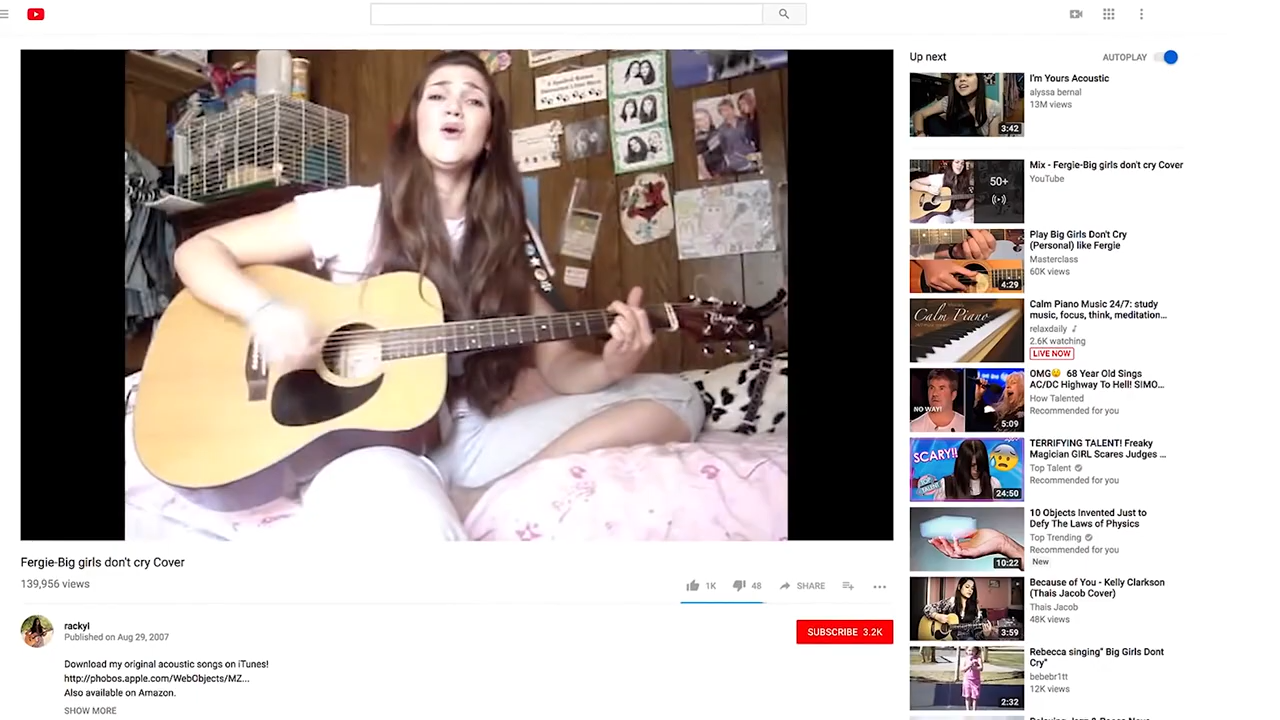 Up next
AUTOPLAY
I'm Yours Acoustic
alyssa bernal
13M views
3:42
Mix - Fergie-Big girls don't cry Cover
YouTube
50+
Play Big Girls Don't Cry
(Personal) like Fergie
Masterclass
60K views
4:29
Calm Piano Music 24/7: study
music, focus, think, meditation...
relaxdaily
2.6K watching
LIVE NOW
Calm Piano
OMG😏 68 Year Old Sings
AC/DC Highway To Hell! SIMO...
How Talented
Recommended for you
NO WAY!
5:09
TERRIFYING TALENT! Freaky
Magician GIRL Scares Judges ...
Top Talent
Recommended for you
SCARY!!
TOP TALENT
24:50
10 Objects Invented Just to
Defy The Laws of Physics
Top Trending
Recommended for you
New
10:22
Because of You - Kelly Clarkson
(Thais Jacob Cover)
Thais Jacob
48K views
3:59
Rebecca singing" Big Girls Dont
Cry"
bebebr1tt
12K views
2:32
Fergie-Big girls don't cry Cover
139,956 views
1K
48
SHARE
rackyl
Published on Aug 29, 2007
SUBSCRIBE 3.2K
Download my original acoustic songs on iTunes!
http://phobos.apple.com/WebObjects/MZ...
Also available on Amazon.
SHOW MORE